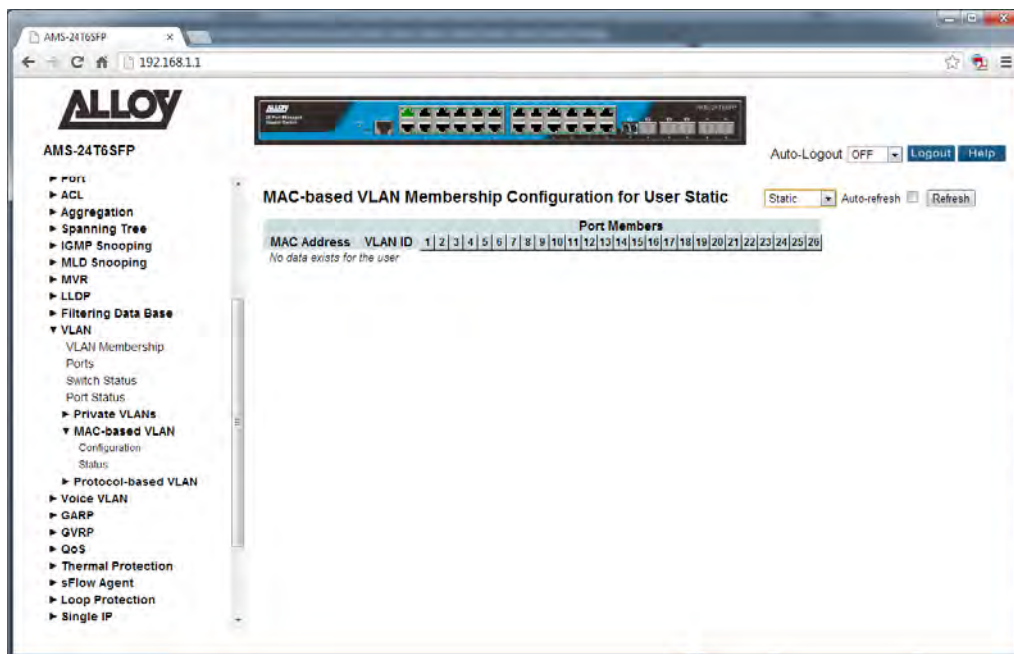 AMS-24T6SFP
192.168.1.1
ALLOY
ALLOY
AMS-24T6SFP
Auto-Logout OFF Logout Help
Port
ACL
Aggregation
Spanning Tree
IGMP Snooping
MLD Snooping
MVR
LLDP
Filtering Data Base
VLAN
VLAN Membership
Ports
Switch Status
Port Status
Private VLANs
MAC-based VLAN
Configuration
Status
Protocol-based VLAN
Voice VLAN
GARP
GVRP
QoS
Thermal Protection
sFlow Agent
Loop Protection
Single IP
MAC-based VLAN Membership Configuration for User Static
Static Auto-refresh Refresh
Port Members
MAC Address VLAN ID 1 2 3 4 5 6 7 8 9 10 11 12 13 14 15 16 17 18 19 20 21 22 23 24 25 26
No data exists for the user